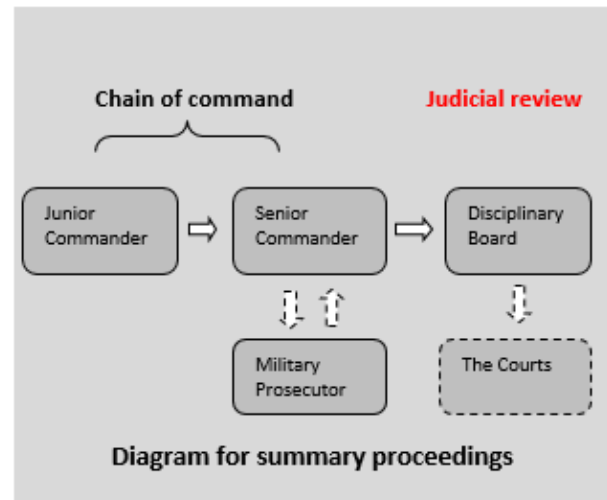 Chain of command
Judicial review
Junior
Commander
Senior
Commander
Disciplinary
Board
Military
Prosecutor
The Courts
Diagram for summary proceedings